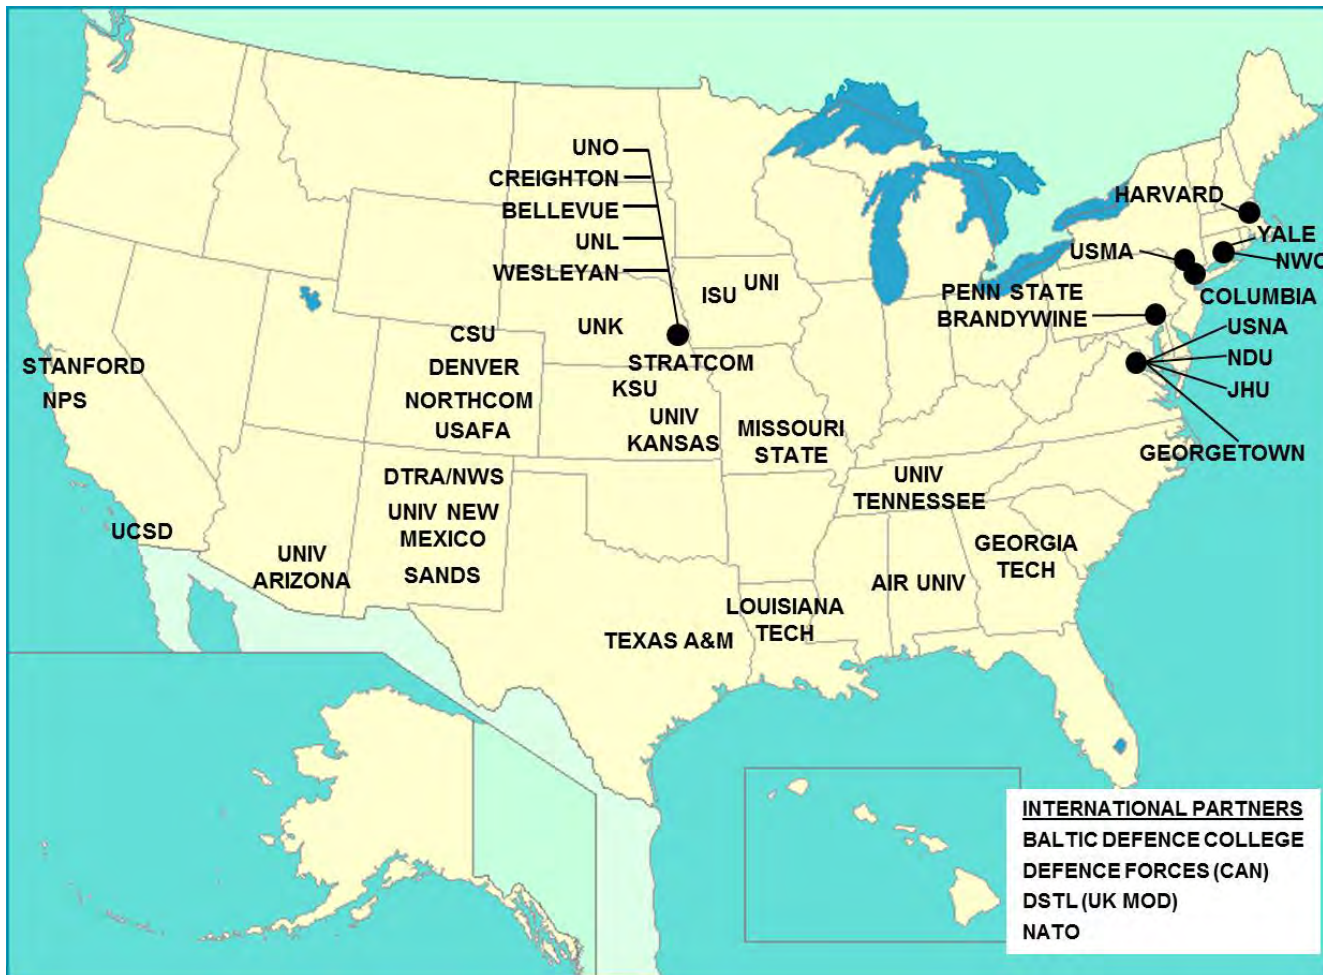 UNO
CREIGHTON
BELLEVUE
UNL
WESLEYAN
HARVARD
YALE
USMA
NWC
ISU
UNI
PENN STATE
BRANDYWINE
COLUMBIA
USNA
NDU
JHU
GEORGETOWN
UNK
STRATCOM
CSU
DENVER
NORTHCOM
USAFA
STANFORD
NPS
KSU
UNIV
KANSAS
MISSOURI
STATE
DTRA/NWS
UNIV NEW
MEXICO
SANDS
UNIV
TENNESSEE
UCSD
UNIV
ARIZONA
GEORGIA
TECH
AIR UNIV
LOUISIANA
TECH
TEXAS A&M
INTERNATIONAL PARTNERS
BALTIC DEFENCE COLLEGE
DEFENCE FORCES (CAN)
DSTL (UK MOD)
NATO